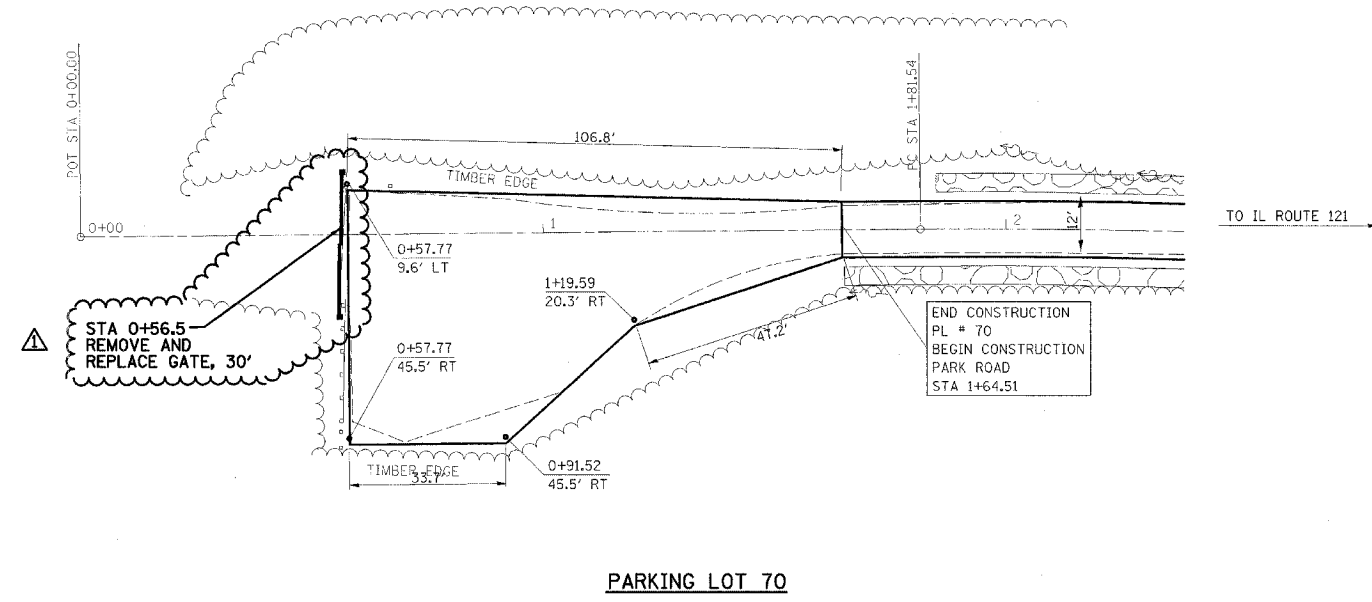 POT STA 0+00.00
PC STA 1+81.54
106.8'
TIMBER EDGE
0+00
1
2
12'
TO IL ROUTE 121
0+57.77
9.6' LT
1+19.59
20.3' RT
47.2'
1
STA 0+56.5
REMOVE AND
REPLACE GATE, 30'
0+57.77
45.5' RT
END CONSTRUCTION
PL # 70
BEGIN CONSTRUCTION
PARK ROAD
STA 1+64.51
TIMBER EDGE
33.7'
0+91.52
45.5' RT
PARKING LOT 70